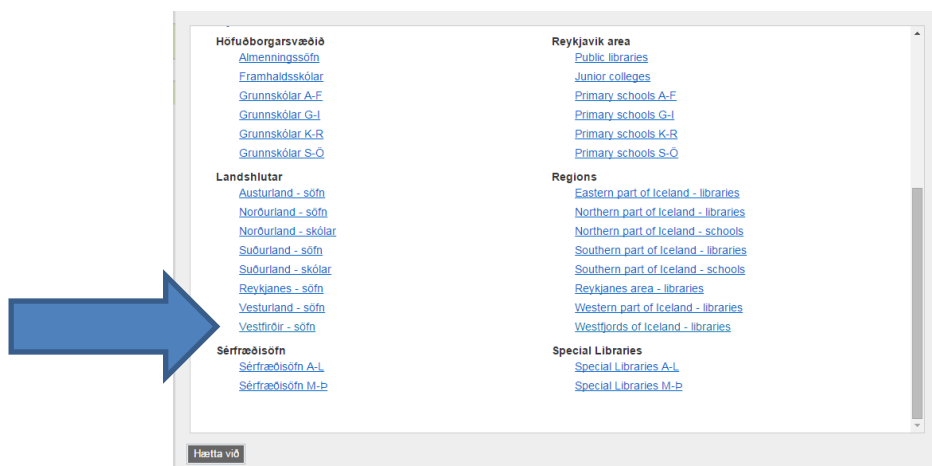 Höfuðborgarsvæðið
Almenningssöfn
Framhaldsskólar
Grunnskólar A-F
Grunnskólar G-I
Grunnskólar K-R
Grunnskólar S-Ö
Landshlutar
Austurland - söfn
Norðurland - söfn
Norðurland - skólar
Suðurland - söfn
Suðurland - skólar
Reykjanes - söfn
Vesturland - söfn
Vestfirðir - söfn
Sérfræðisöfn
Sérfræðisöfn A-L
Sérfræðisöfn M-Þ
Reykjavik area
Public libraries
Junior colleges
Primary schools A-F
Primary schools G-I
Primary schools K-R
Primary schools S-Ö
Regions
Eastern part of Iceland - libraries
Northern part of Iceland - libraries
Northern part of Iceland - schools
Southern part of Iceland - libraries
Southern part of Iceland - schools
Reykjanes area - libraries
Western part of Iceland - libraries
Westfjords of Iceland - libraries
Special Libraries
Special Libraries A-L
Special Libraries M-Þ
Hætta við